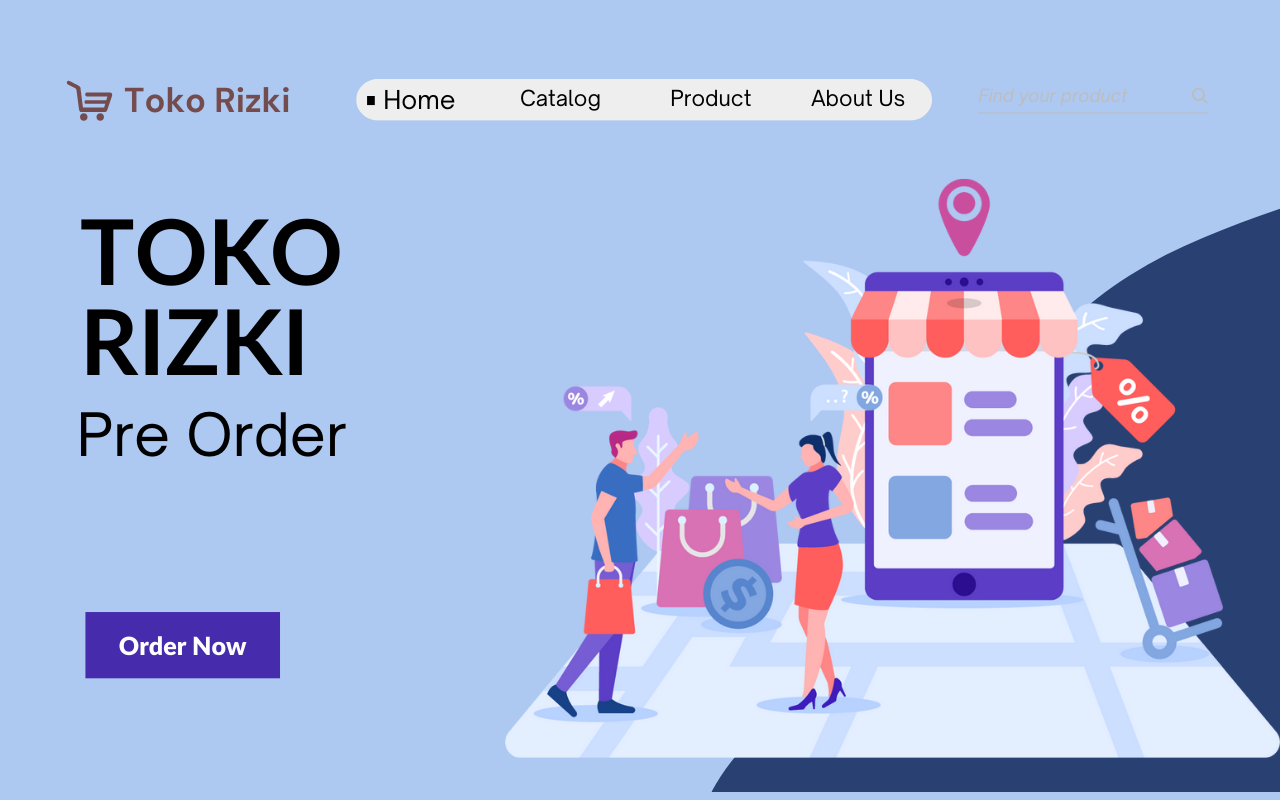 Toko Rizki
Home Catalog Product About Us
Find your product
TOKO
RIZKI
Pre Order
% ..? %
%
$
Order Now